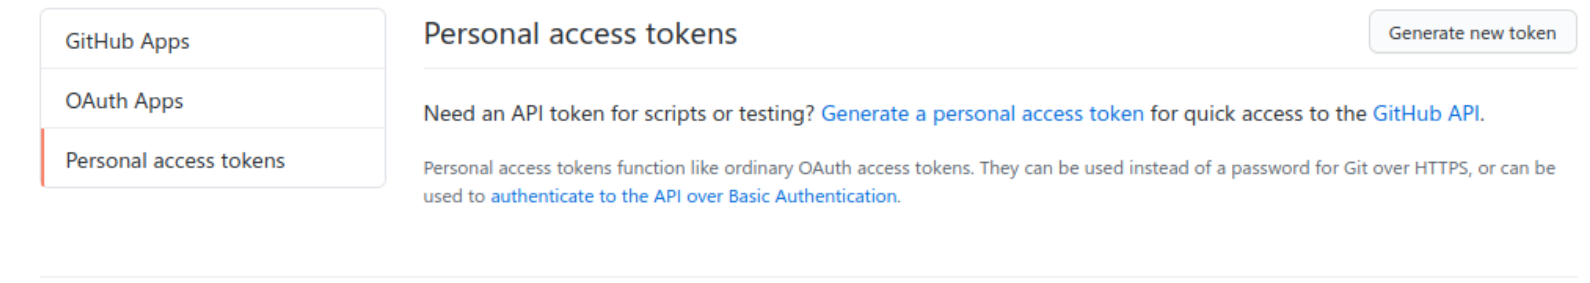 GitHub Apps
OAuth Apps
Personal access tokens
Personal access tokens
Generate new token
Need an API token for scripts or testing? Generate a personal access token for quick access to the GitHub API.
Personal access tokens function like ordinary OAuth access tokens. They can be used instead of a password for Git over HTTPS, or can be
used to authenticate to the API over Basic Authentication.